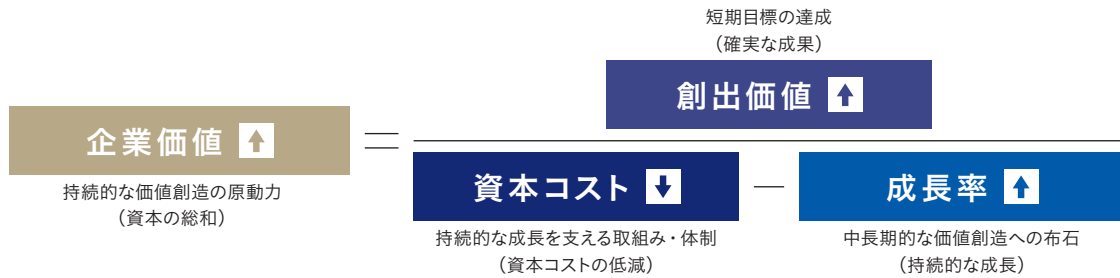 短期目標の達成
（確実な成果）
創出価値
企業価値
持続的な価値創造の原動力
（資本の総和）
資本コスト
成長率
持続的な成長を支える取組み・体制
（資本コストの低減）
中長期的な価値創造への布石
（持続的な成長）